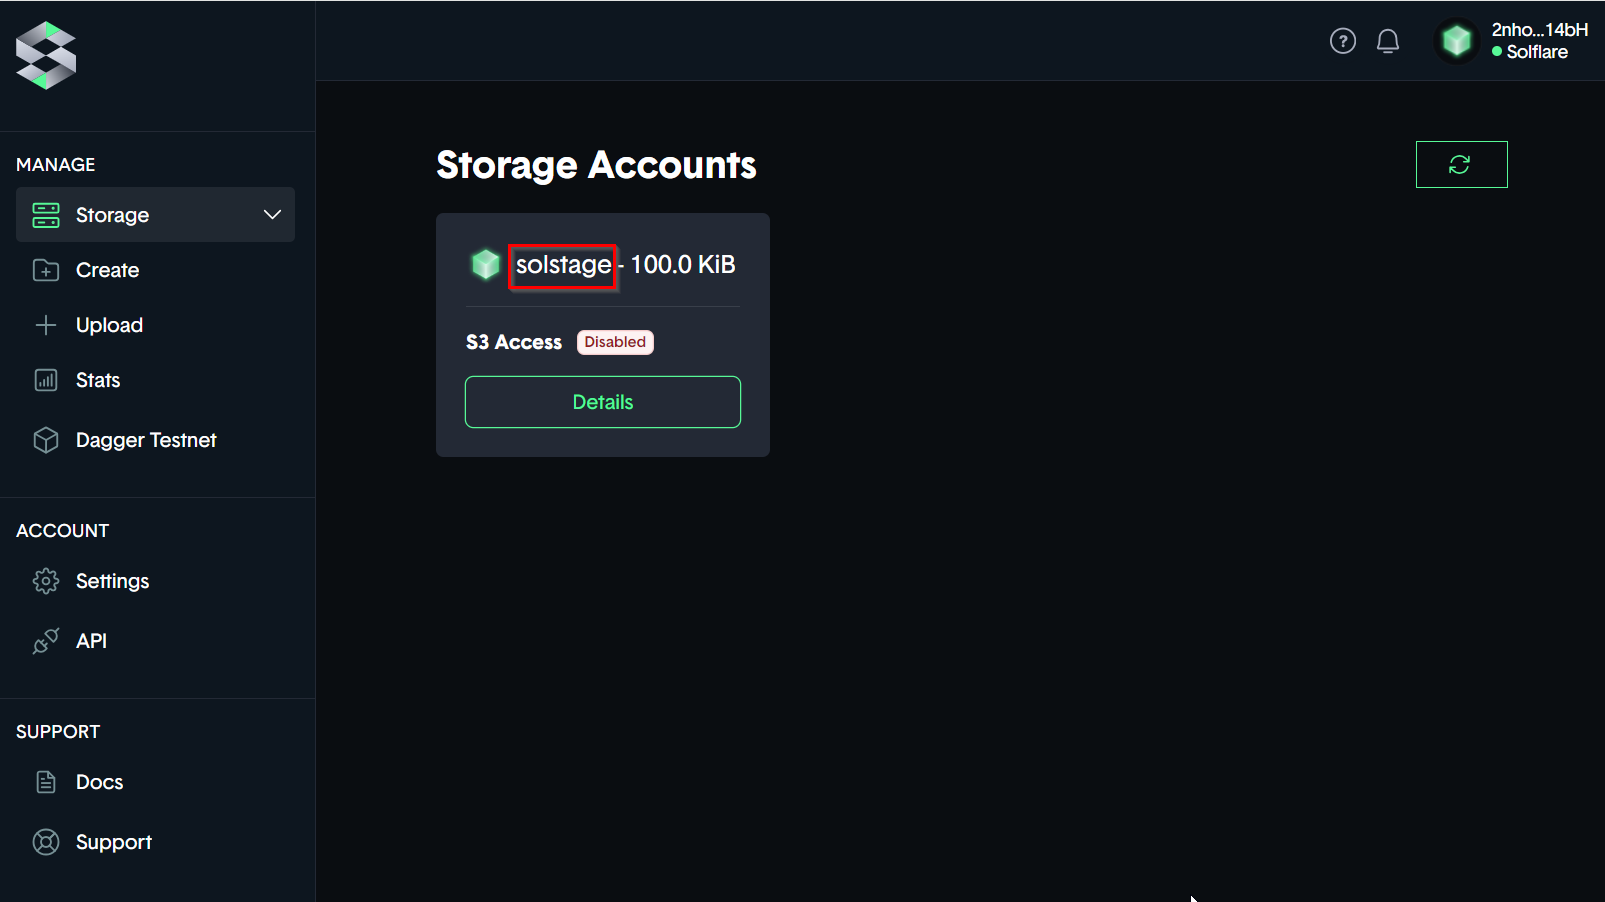 2nho...14bH
Solflare
MANAGE
Storage
Create
Upload
Stats
Dagger Testnet
ACCOUNT
Settings
API
SUPPORT
Docs
Support
Storage Accounts
solstage - 100.0 KiB
S3 Access Disabled
Details